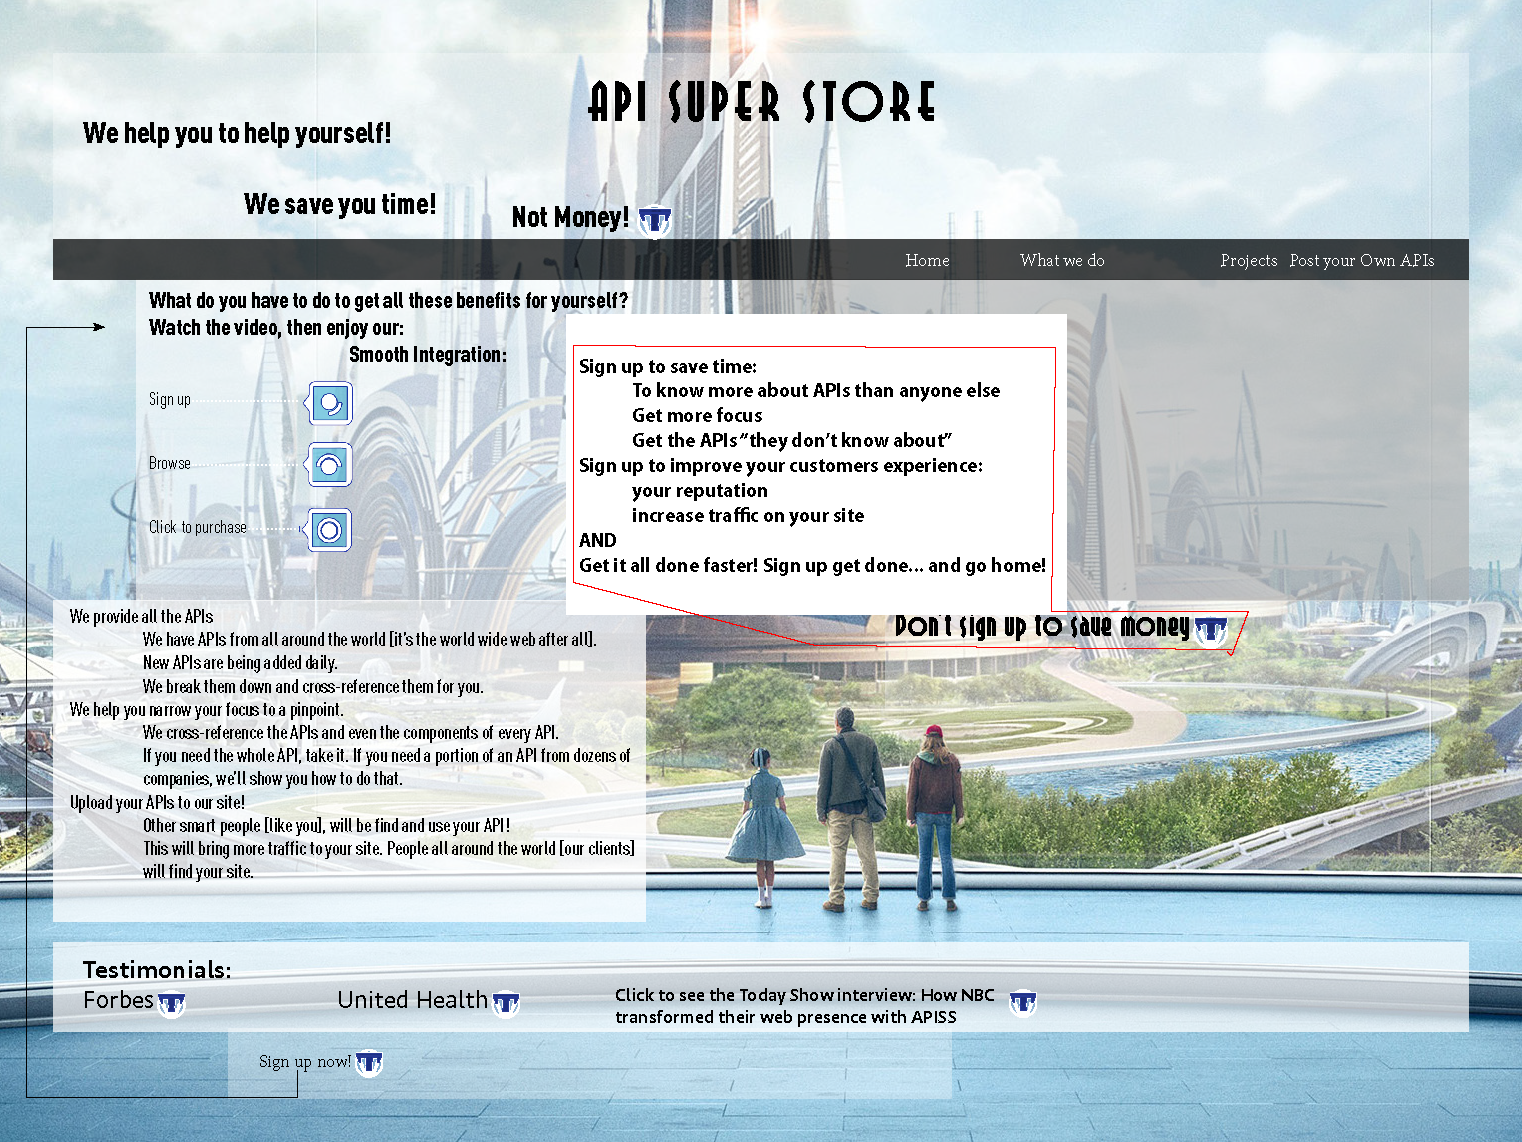 API SUPER STORE
We help you to help yourself!
We save you time!
Not Money!
Home What we do Projects Post your Own APIs
What do you have to do to get all these benefits for yourself?
Watch the video, then enjoy our:
Smooth Integration:
Sign up
Browse
Click to purchase
Sign up to save time:
To know more about APIs than anyone else
Get more focus
Get the APIs “they don’t know about”
Sign up to improve your customers experience:
your reputation
increase traffic on your site
AND
Get it all done faster! Sign up get done... and go home!
Don't sign up to save money
We provide all the APIs
We have APIs from all around the world [it's the world wide web after all].
New APIs are being added daily.
We break them down and cross-reference them for you.
We help you narrow your focus to a pinpoint.
We cross-reference the APIs and even the components of every API.
If you need the whole API, take it. If you need a portion of an API from dozens of
companies, we'll show you how to do that.
Upload your APIs to our site!
Other smart people [like you], will be find and use your API!
This will bring more traffic to your site. People all around the world [our clients]
will find your site.
Testimonials:
Forbes
United Health
Click to see the Today Show interview: How NBC
transformed their web presence with APISS
Sign up now!